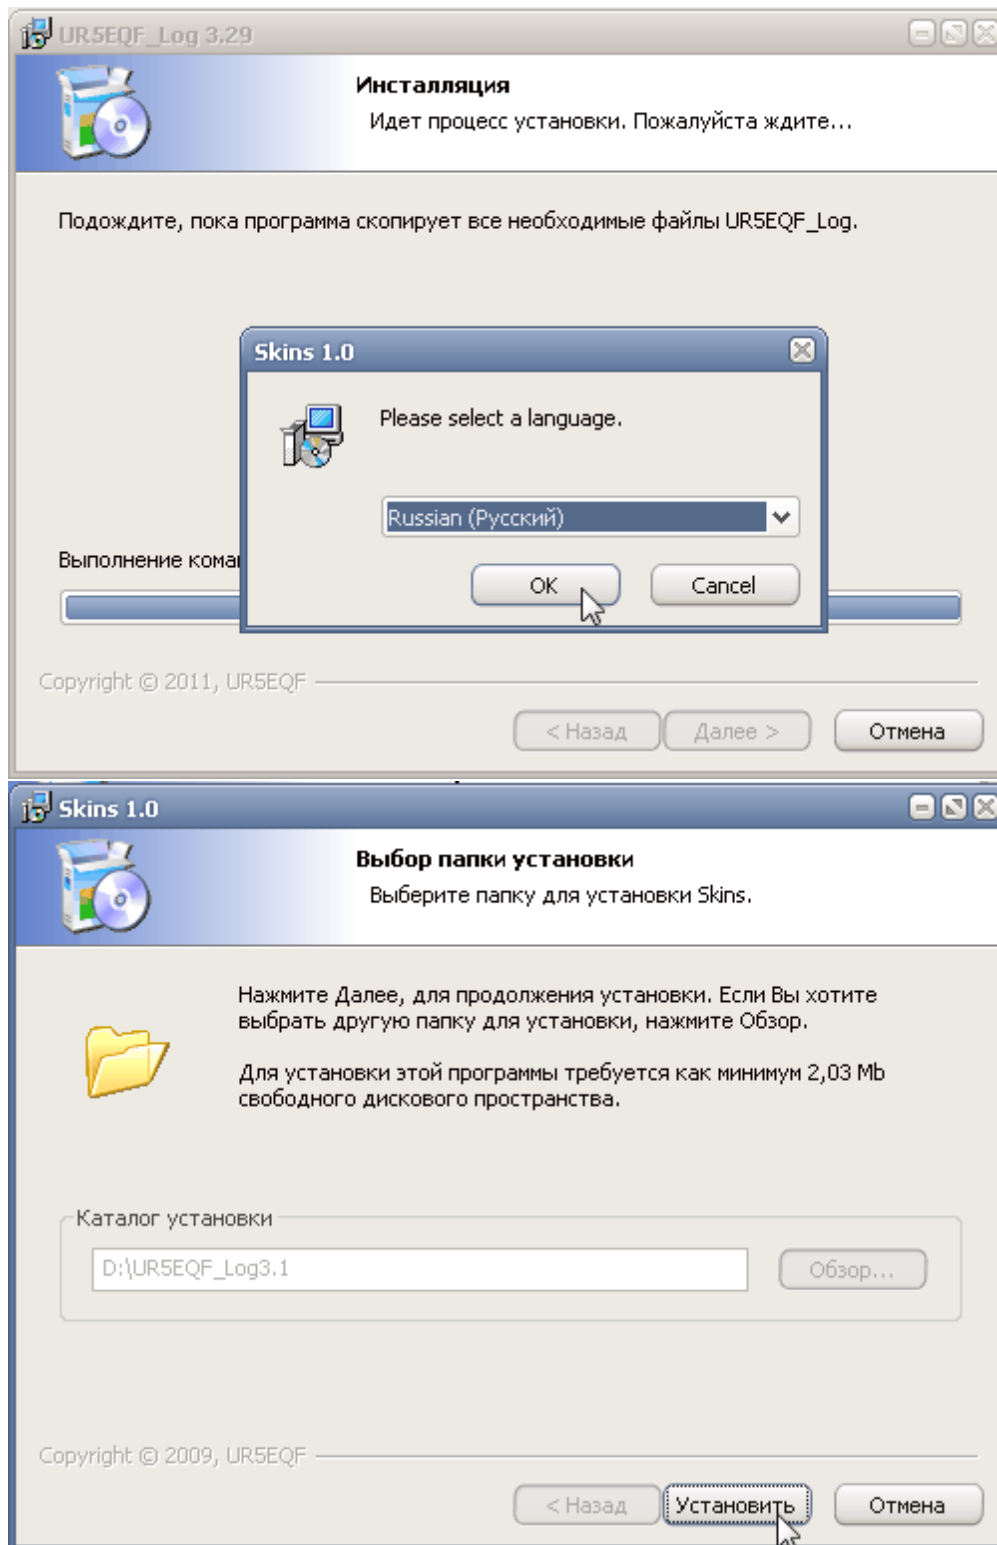 UR5EQF_Log 3.29
Инсталляция
Идет процесс установки. Пожалуйста ждите...
Подождите, пока программа скопирует все необходимые файлы UR5EQF_Log.
Skins 1.0
Please select a language.
Russian (Русский)
Выполнение
OK
Cancel
Copyright © 2011, UR5EQF
< Назад
Далее >
Отмена
Skins 1.0
Выбор папки установки
Выберите папку для установки Skins.
Нажмите Далее, для продолжения установки. Если Вы хотите
выбрать другую папку для установки, нажмите Обзор.
Для установки этой программы требуется как минимум 2,03 Mb
свободного дискового пространства.
Каталог установки
D:\UR5EQF_Log3.1
Обзор...
Copyright © 2009, UR5EQF
< Назад
Установить
Отмена